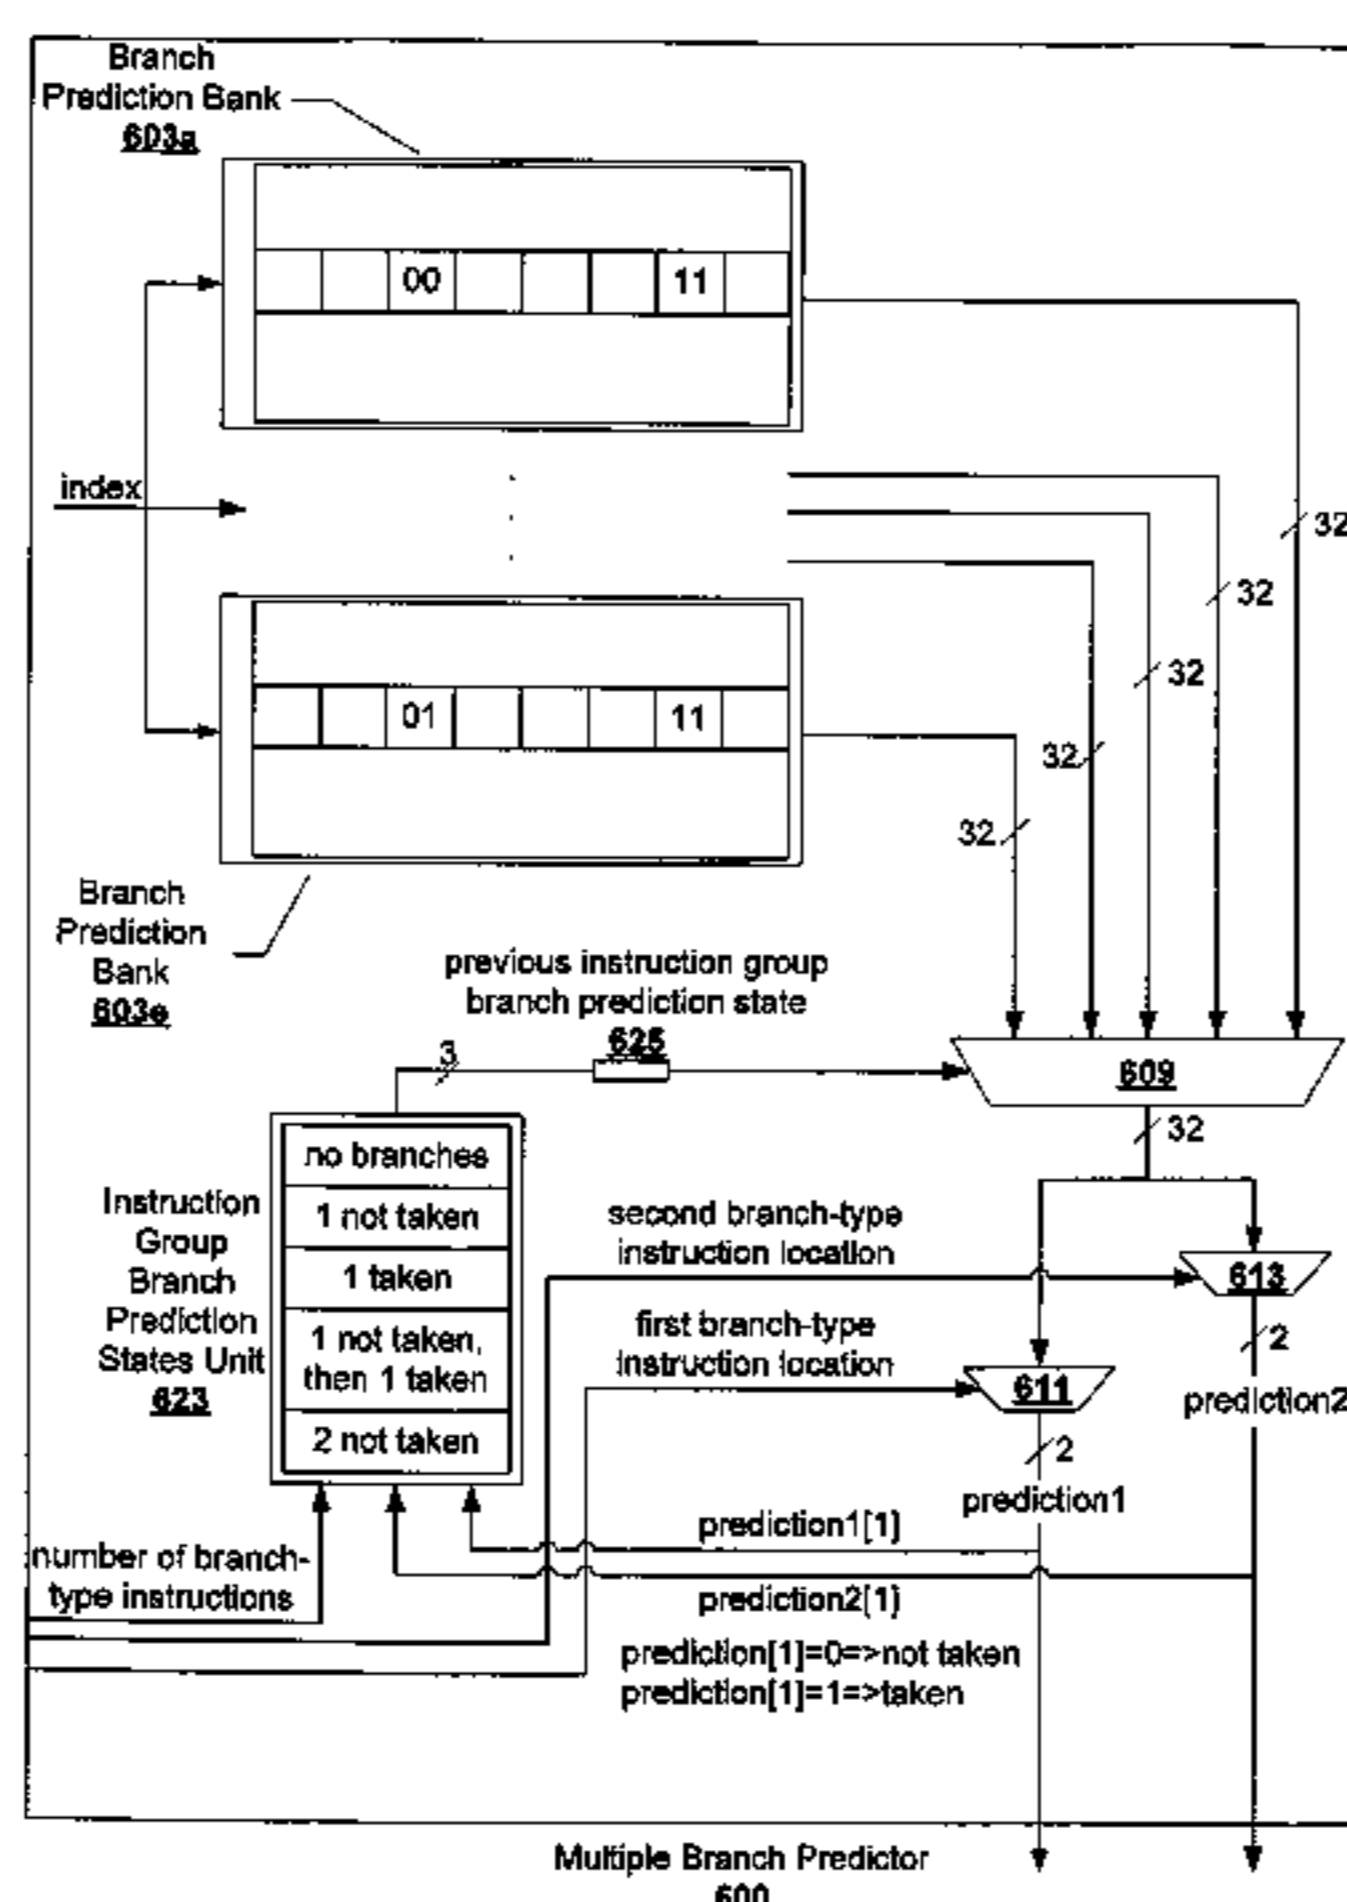 Branch
Prediction Bank
603a
00
11
index
32
32
32
32
32
01
11
Branch
Prediction
Bank
603e
previous instruction group
branch prediction state
625
3
609
32
Instruction
Group
Branch
Prediction
States Unit
623
no branches
1 not taken
1 taken
1 not taken,
then 1 taken
2 not taken
second branch-type
instruction location
613
2
prediction2
first branch-type
instruction location
611
2
prediction1
prediction1[1]
number of branch-
type instructions
prediction2[1]
prediction[1]=0=>not taken
prediction[1]=1=>taken
Multiple Branch Predictor
600